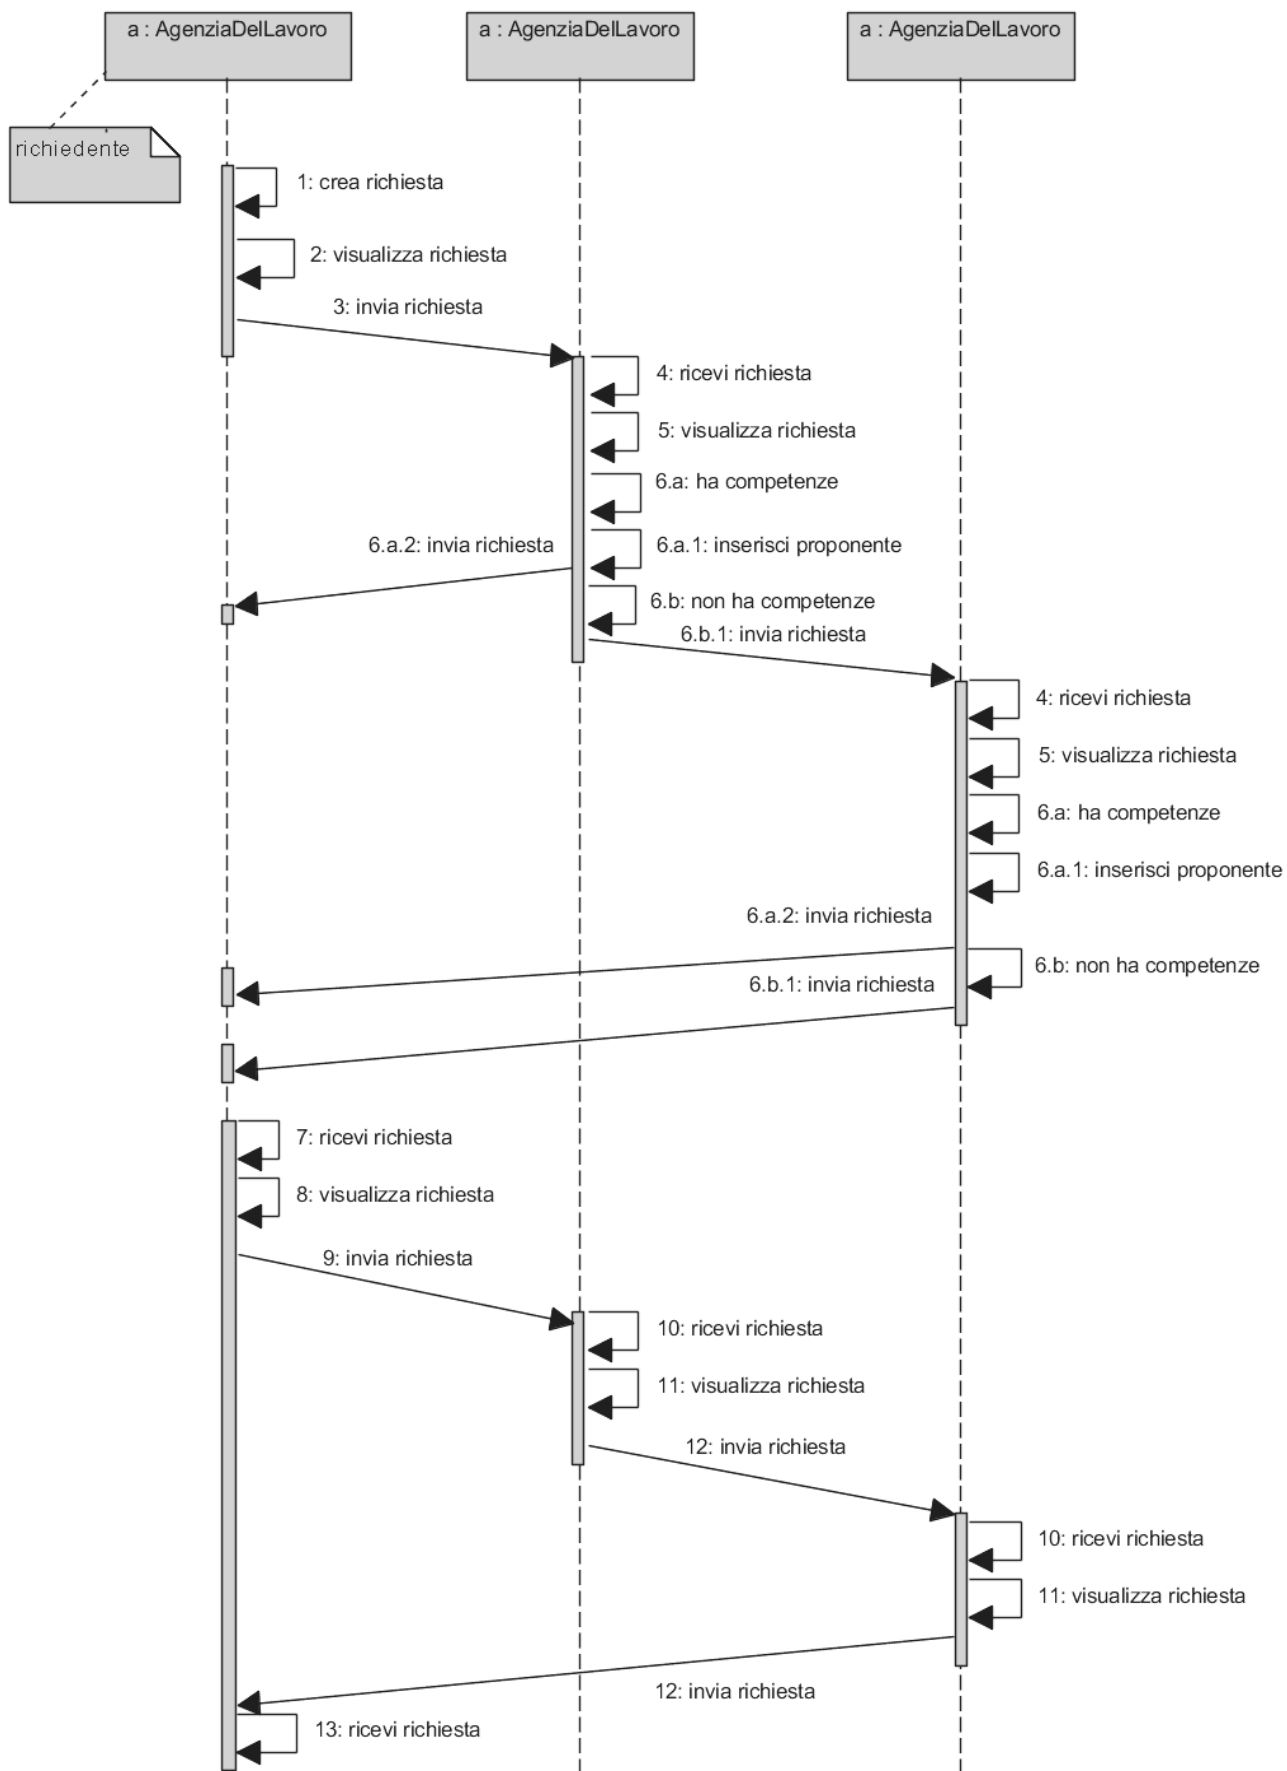 a : AgenziaDelLavoro
a : AgenziaDelLavoro
a : AgenziaDelLavoro
richiedente
1: crea richiesta
2: visualizza richiesta
3: invia richiesta
4: ricevi richiesta
5: visualizza richiesta
6.a: ha competenze
6.a.2: invia richiesta
6.a.1: inserisci proponente
6.b: non ha competenze
6.b.1: invia richiesta
4: ricevi richiesta
5: visualizza richiesta
6.a: ha competenze
6.a.1: inserisci proponente
6.a.2: invia richiesta
6.b: non ha competenze
6.b.1: invia richiesta
7: ricevi richiesta
8: visualizza richiesta
9: invia richiesta
10: ricevi richiesta
11: visualizza richiesta
12: invia richiesta
10: ricevi richiesta
11: visualizza richiesta
12: invia richiesta
13: ricevi richiesta